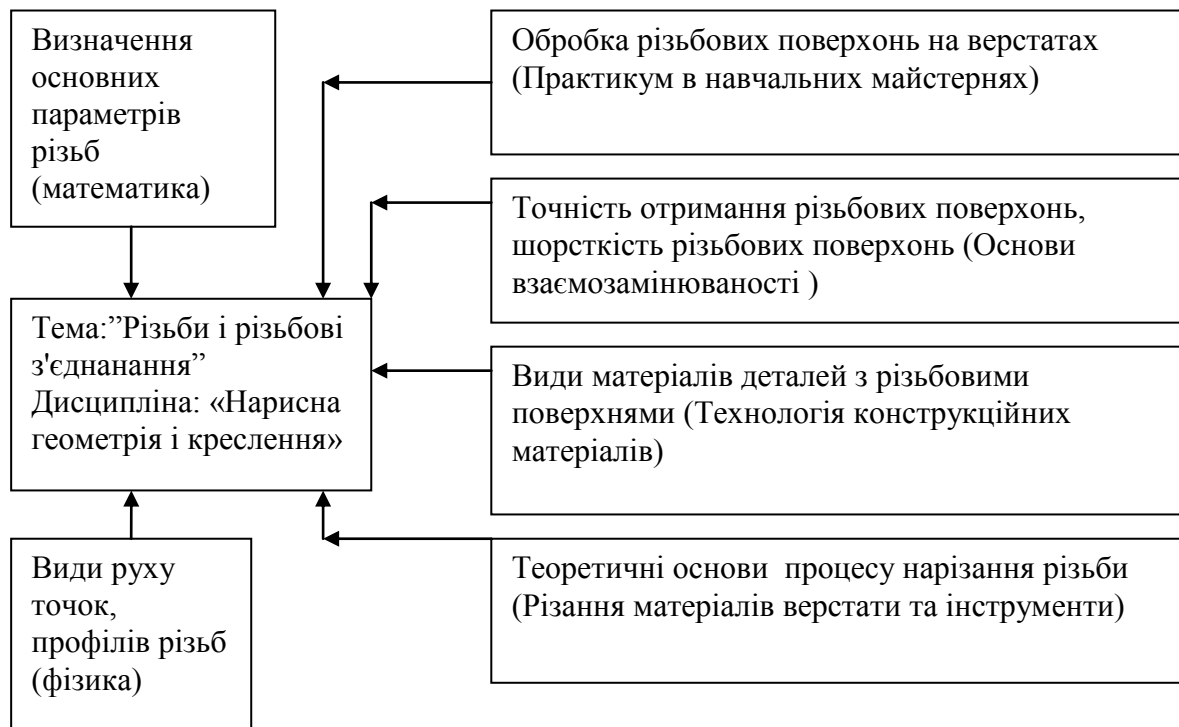 Визначення
основних
параметрів
різьб
(математика)
Обробка різьбових поверхонь на верстатах
(Практикум в навчальних майстернях)
Точність отримання різьбових поверхонь,
шорсткість різьбових поверхонь (Основи
взаємозамінюваності )
Тема:”Різьби і різьбові
з'єднанання”
Дисципліна: «Нарисна
геометрія і креслення»
Види матеріалів деталей з різьбовими
поверхнями (Технологія конструкційних
матеріалів)
Види руху
точок,
профілів різьб
(фізика)
Теоретичні основи  процесу нарізання різьби
(Різання матеріалів верстати та інструменти)